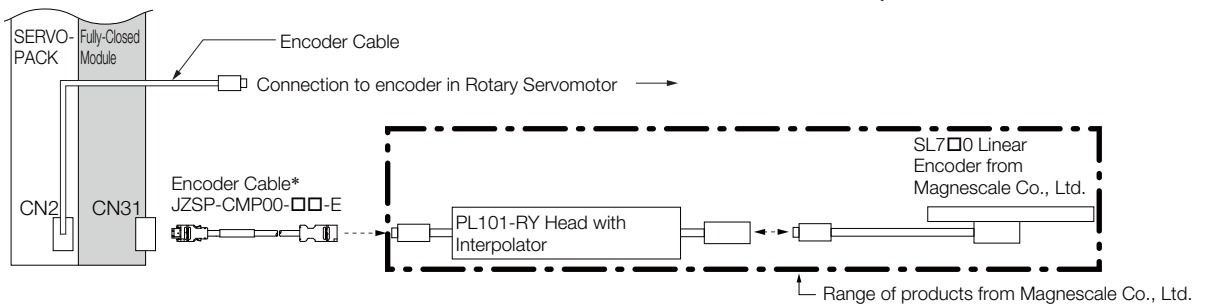 SERVO-
PACK
Fully-Closed
Module
Encoder Cable
Connection to encoder in Rotary Servomotor
CN2
CN31
Encoder Cable*
JZSP-CMP00-□□-E
PL101-RY Head with
Interpolator
SL7□0 Linear
Encoder from
Magnescale Co., Ltd.
Range of products from Magnescale Co., Ltd.